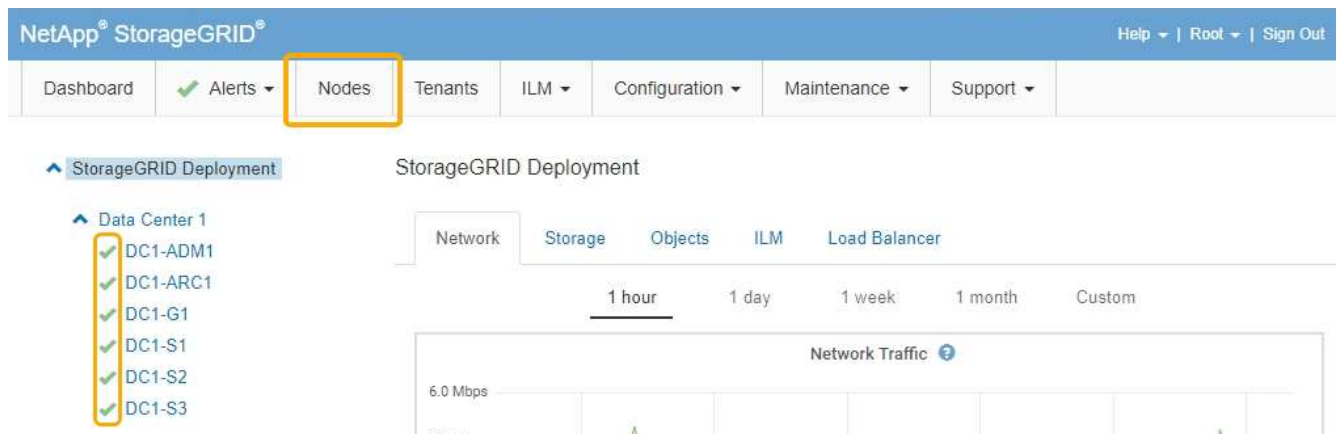 NetApp® StorageGRID®
Help | Root | Sign Out
Dashboard Alerts Nodes Tenants ILM Configuration Maintenance Support
StorageGRID Deployment
StorageGRID Deployment
Data Center 1
DC1-ADM1
DC1-ARC1
DC1-G1
DC1-S1
DC1-S2
DC1-S3
Network Storage Objects ILM Load Balancer
1 hour 1 day 1 week 1 month Custom
Network Traffic
6.0 Mbps